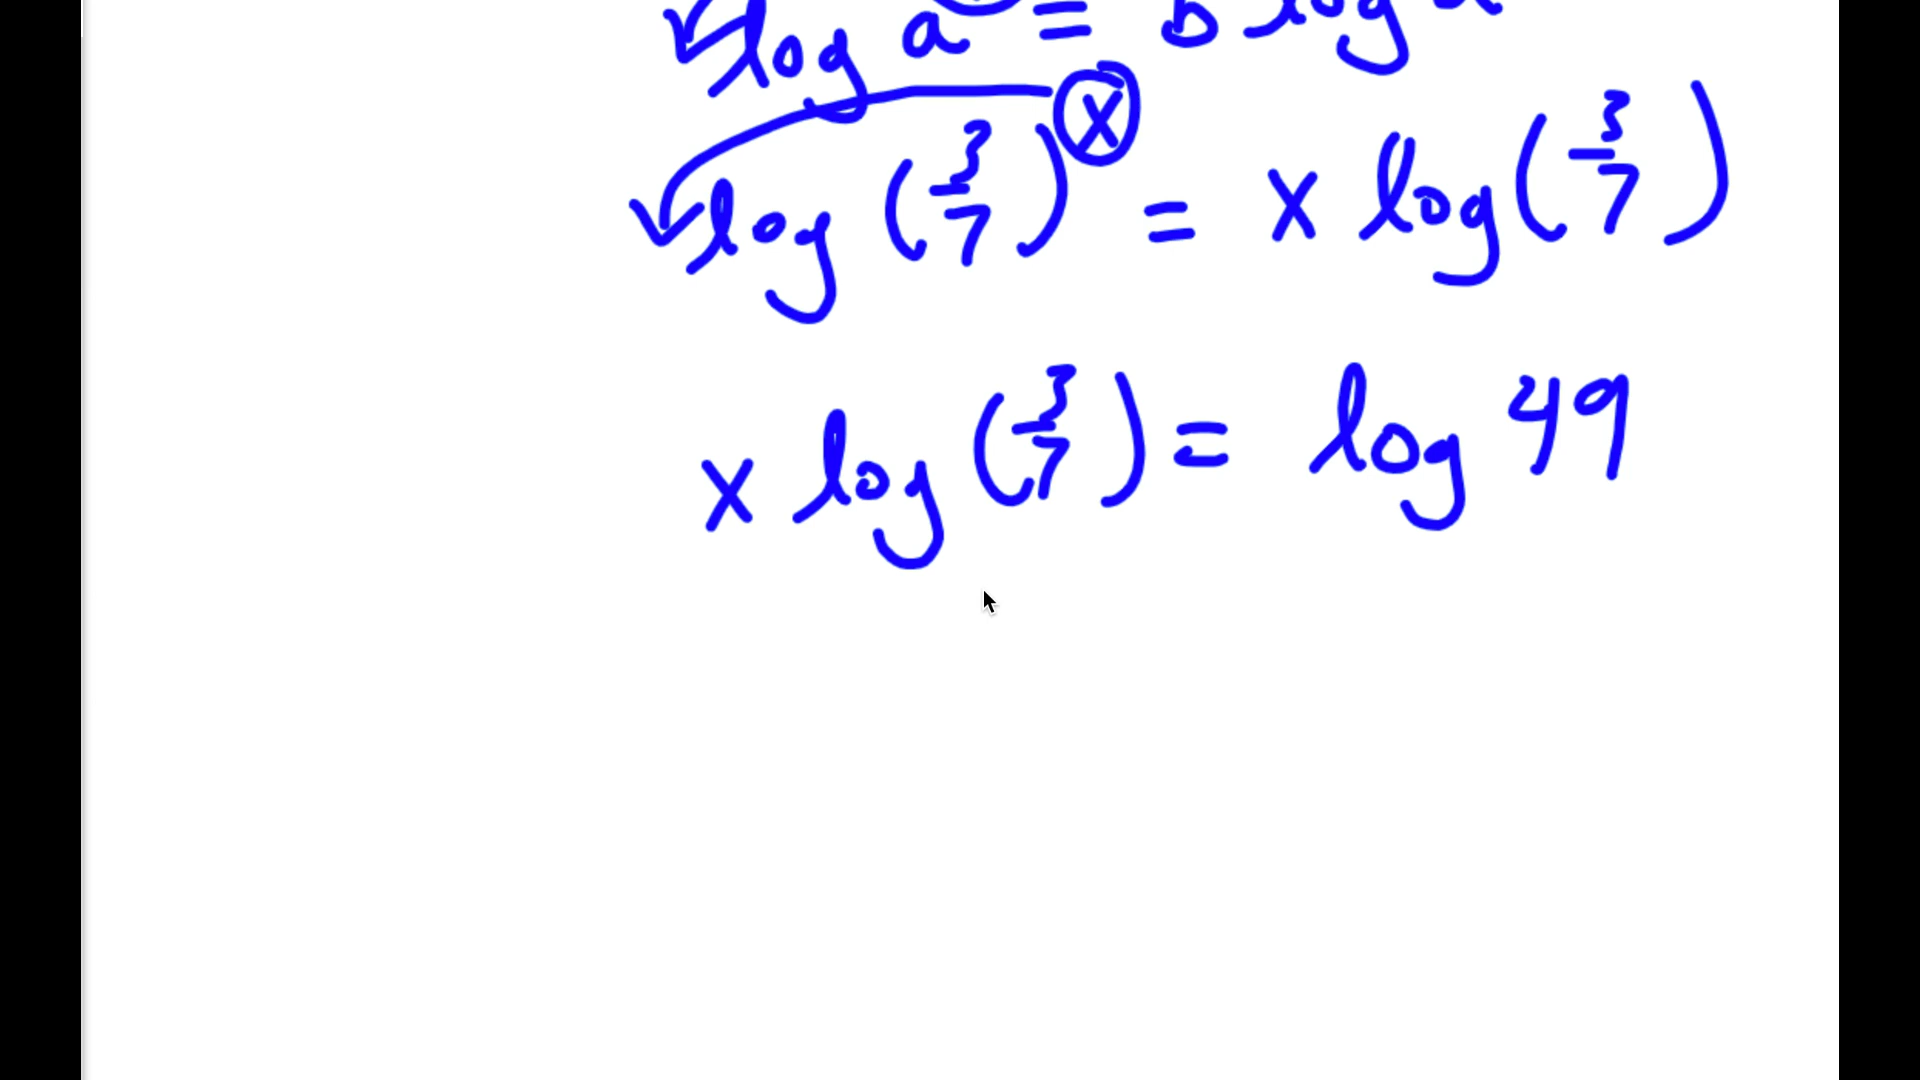 log a = b log a
log (3/7)^x = x log (3/7)
x log (3/7) = log 49